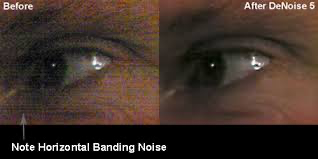 Before
After DeNoise 5
Note Horizontal Banding Noise